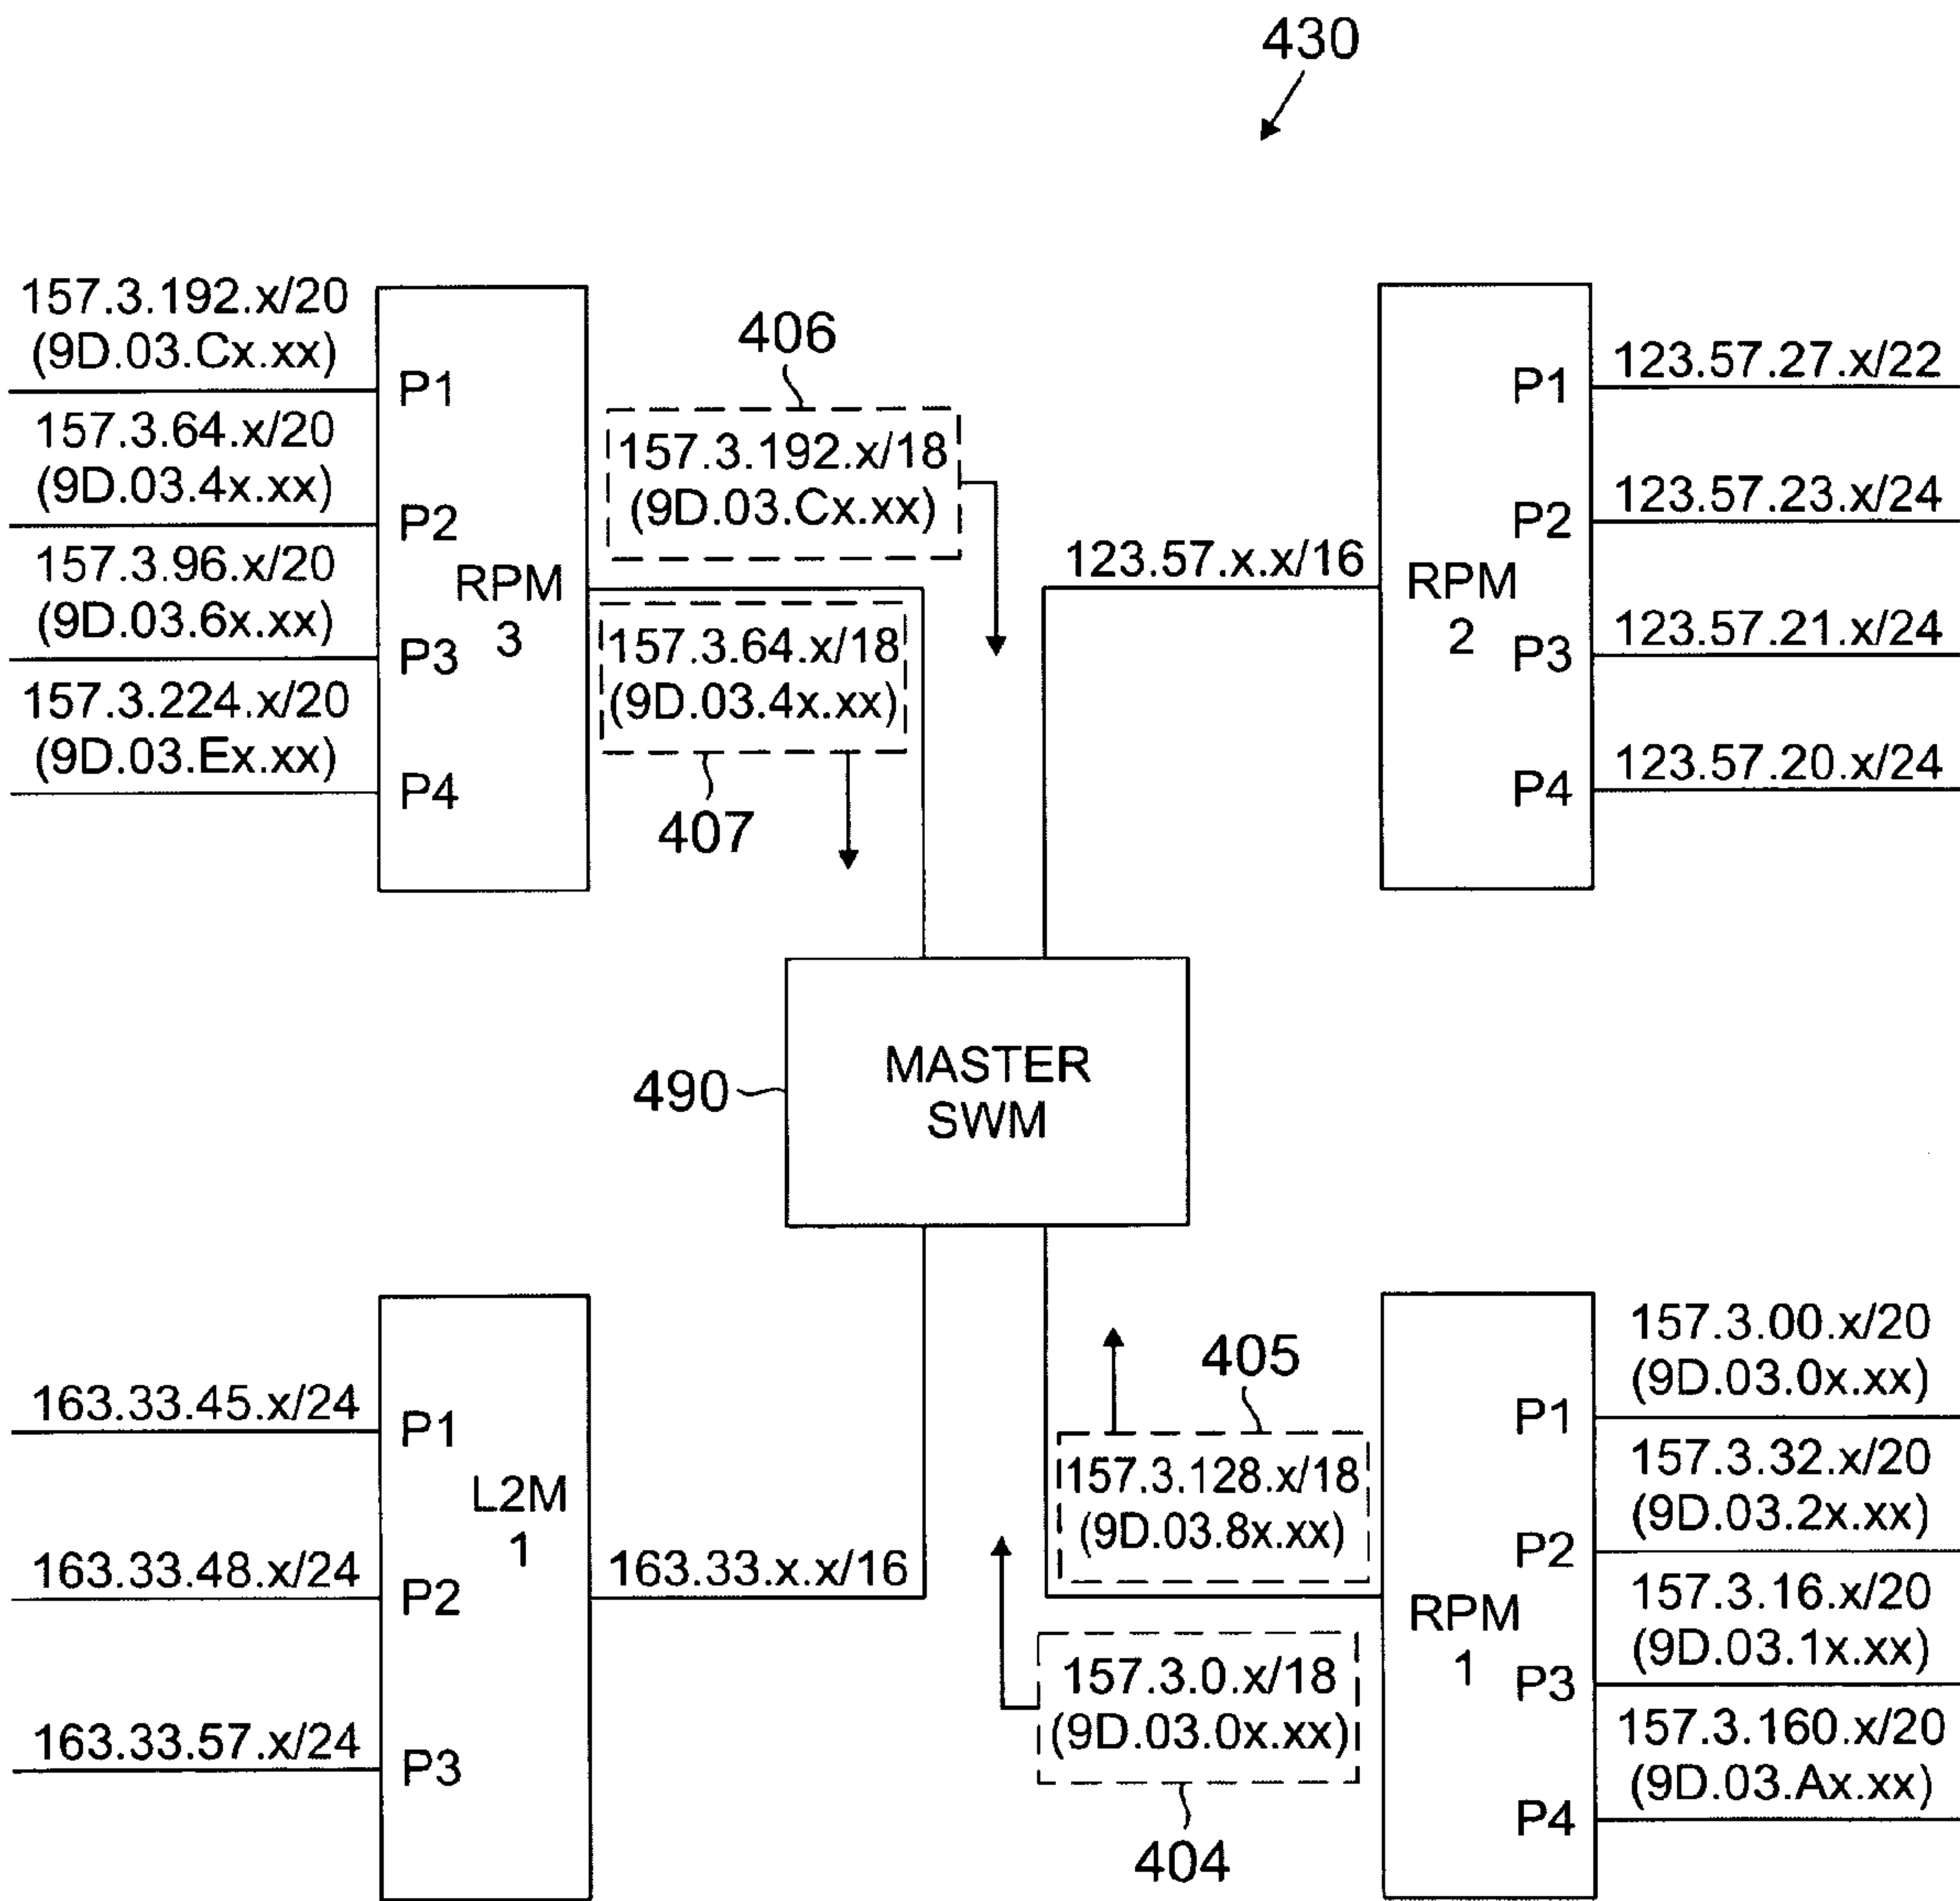 430
157.3.192.x/20
(9D.03.Cx.xx)
P1
157.3.64.x/20
(9D.03.4x.xx)
P2
157.3.96.x/20
(9D.03.6x.xx)
P3
157.3.224.x/20
(9D.03.Ex.xx)
P4
RPM
3
406
157.3.192.x/18
(9D.03.Cx.xx)
157.3.64.x/18
(9D.03.4x.xx)
407
123.57.x.x/16
RPM
2
P1
123.57.27.x/22
P2
123.57.23.x/24
P3
123.57.21.x/24
P4
123.57.20.x/24
490
MASTER
SWM
163.33.45.x/24
P1
163.33.48.x/24
P2
163.33.57.x/24
P3
L2M
1
163.33.x.x/16
405
157.3.128.x/18
(9D.03.8x.xx)
157.3.0.x/18
(9D.03.0x.xx)
404
RPM
1
157.3.00.x/20
(9D.03.0x.xx)
P1
157.3.32.x/20
(9D.03.2x.xx)
P2
157.3.16.x/20
(9D.03.1x.xx)
P3
157.3.160.x/20
(9D.03.Ax.xx)
P4